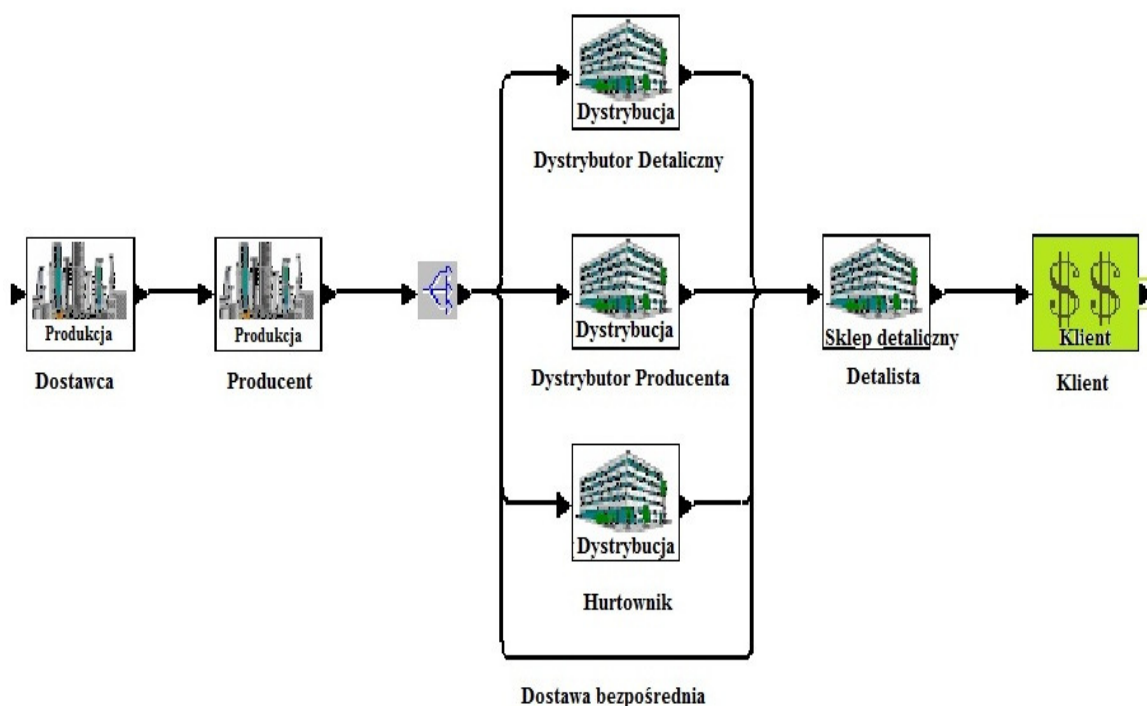 Dystrybucja
Dystrybutor Detaliczny
Produkcja
Dostawca
Produkcja
Producent
Dystrybucja
Dystrybutor Producenta
Sklep detaliczny
Detalista
$ $
Klient
Klient
Dystrybucja
Hurtownik
Dostawa bezpośrednia